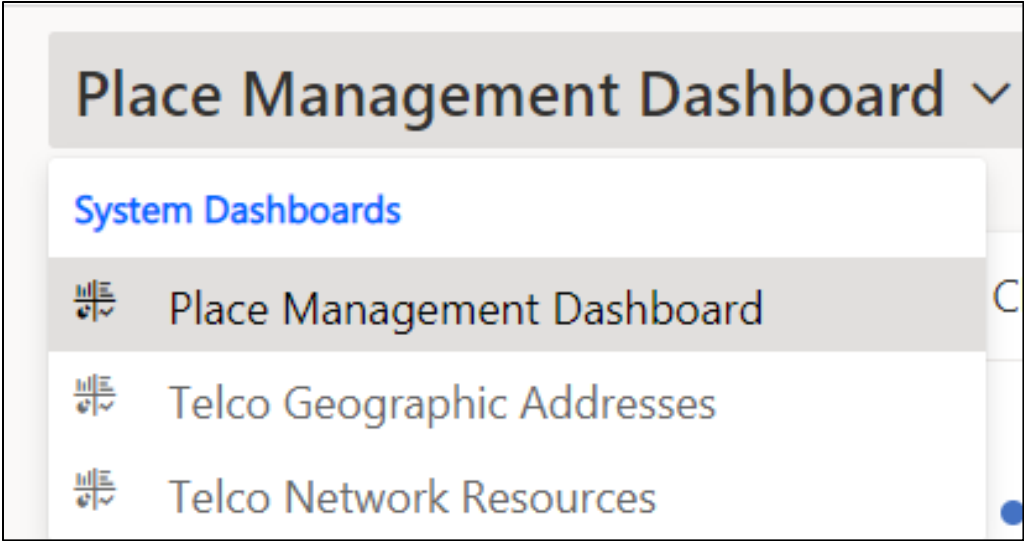 Place Management Dashboard
System Dashboards
Place Management Dashboard
Telco Geographic Addresses
Telco Network Resources